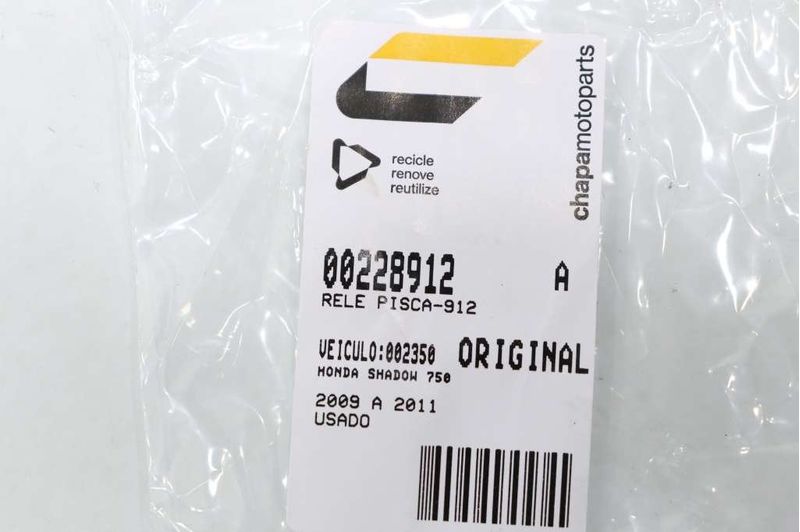 chapamotoparts
recicle
renove
reutilize
00228912 A
RELE PISCA-912
VEICULO:002350 ORIGINAL
HONDA SHADOW 750
2009 A 2011
USADO